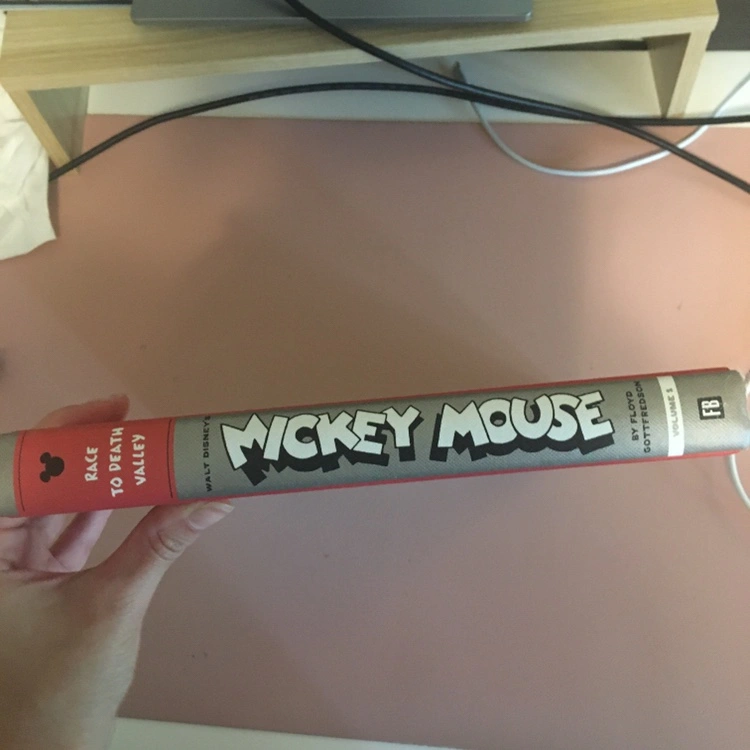 RACE
TO DEATH
VALLEY
WALT DISNEY'S
MICKEY MOUSE
BY FLOYD
GOTTFREDSON
VOLUME 1
FB